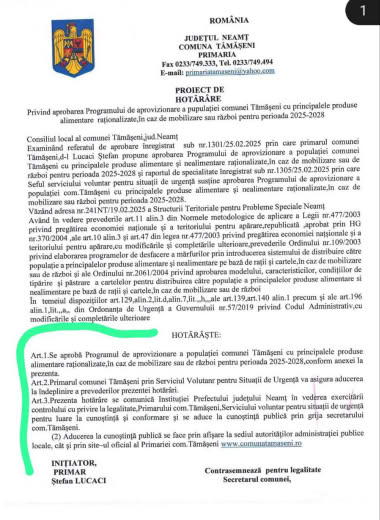 1
ROMÂNIA
JUDEŢUL NEAMŢ
COMUNA TĂMĂŞENI
PRIMARIA
Fax 0233/749.333, Tel. 0233/749.494
E-mail: primariatamaseni@yahoo.com
PROIECT DE
HOTĂRÂRE
Privind aprobarea Programului de aprovizionare a populaţiei comunei Tămăşeni cu principalele produse
alimentare raţionalizate,în caz de mobilizare sau război pentru perioada 2025-2028
Consiliul local al comunei Tămăşeni,jud.Neamţ
Examinând referatul de aprobare înregistrat sub nr.1301/25.02.2025 prin care primarul comunei
Tămăşeni,d-l Lucaci Ştefan propune aprobarea Programului de aprovizionare a populaţiei comunei
Tămăşeni cu principalele produse alimentare şi nealimentare raţionalizate,în caz de mobilizare sau de
război pentru perioada 2025-2028 şi raportul de specialitate înregistrat sub nr.1305/25.02.2025 prin care
Seful serviciului voluntar pentru situaţii de urgenţă susţine aprobarea Programului de aprovizionare a
populaţiei com.Tămăşeni cu principalele produse alimentare şi nealimentare raţionalizate,în caz de
mobilizare sau război pentru perioada 2025-2028.
Văzând adresa nr.241NT/19.02.2025 a Structurii Teritoriale pentru Probleme Speciale Neamţ
Având în vedere prevederile art.11 alin.3 din Normele metodologice de aplicare a Legii nr.477/2003
privind pregătirea economiei naţionale şi a teritoriului pentru apărare,republicată ,aprobat prin HG
nr.370/2004 ,ale art.10 alin.3 şi art.47 din legea nr.477/2003 privind pregătirea economiei naţionale şi a
teritoriului pentru apărare,cu modificările şi completările ulterioare,prevederile Ordinului nr.109/2003
privind elaborarea programelor de desfacere a mărfurilor prin introducerea sistemului de distribuire către
populaţie a principalelor produse alimentare şi nealimentare pe bază de raţii şi cartele,în caz de mobilizare
sau de război şi ale Ordinului nr.2061/2004 privind aprobarea modelului, caracteristicilor, condiţiilor de
tipărire şi păstrare a cartelelor pentru distribuirea către populaţie a principalelor produse alimentare si
nealimentare pe bază de raţii şi cartele,în caz de mobilizare sau de război
În temeiul dispoziţiilor art.129,alin.2,lit.d,alin.7,lit.,,h,,,ale art.139,art.140 alin.1 precum şi ale art.196
alin.1,lit.,,a,, din Ordonanţa de Urgenţă a Guvernului nr.57/2019 privind Codul Administrativ,cu
modificările şi completările ulterioare
HOTĂRĂŞTE:
Art.1.Se aprobă Programul de aprovizionare a populaţiei comunei Tămăşeni cu principalele produse
alimentare raţionalizate,în caz de mobilizare sau de război pentru perioada 2025-2028,conform anexei la
prezenta.
Art.2.Primarul comunei Tămăşeni prin Serviciul Volutar pentru Situaţii de Urgenţă va asigura aducerea
la îndeplinire a prevederilor prezentei hotărâri.
Art.3.Prezenta hotărâre se comunică Instituţiei Prefectului judeţului Neamţ în vederea exercitării
controlului cu privire la legalitate,Primarului com.Tămăşeni,Serviciului voluntar pentru situaţii de urgenţă
pentru luare la cunoştinţă şi conformare şi se aduce la cunoştinţă publică prin grija secretarului
com.Tămăşeni.
(2) Aducerea la cunoştinţă publică se face prin afişare la sediul autorităţilor administraţiei publice
locale, cât şi prin site-ul oficial al Primariei com.Tămăşeni www.comunatamaseni.ro
INIŢIATOR,
PRIMAR
Ştefan LUCACI
Contrasemnează pentru legalitate
Secretarul comunei,